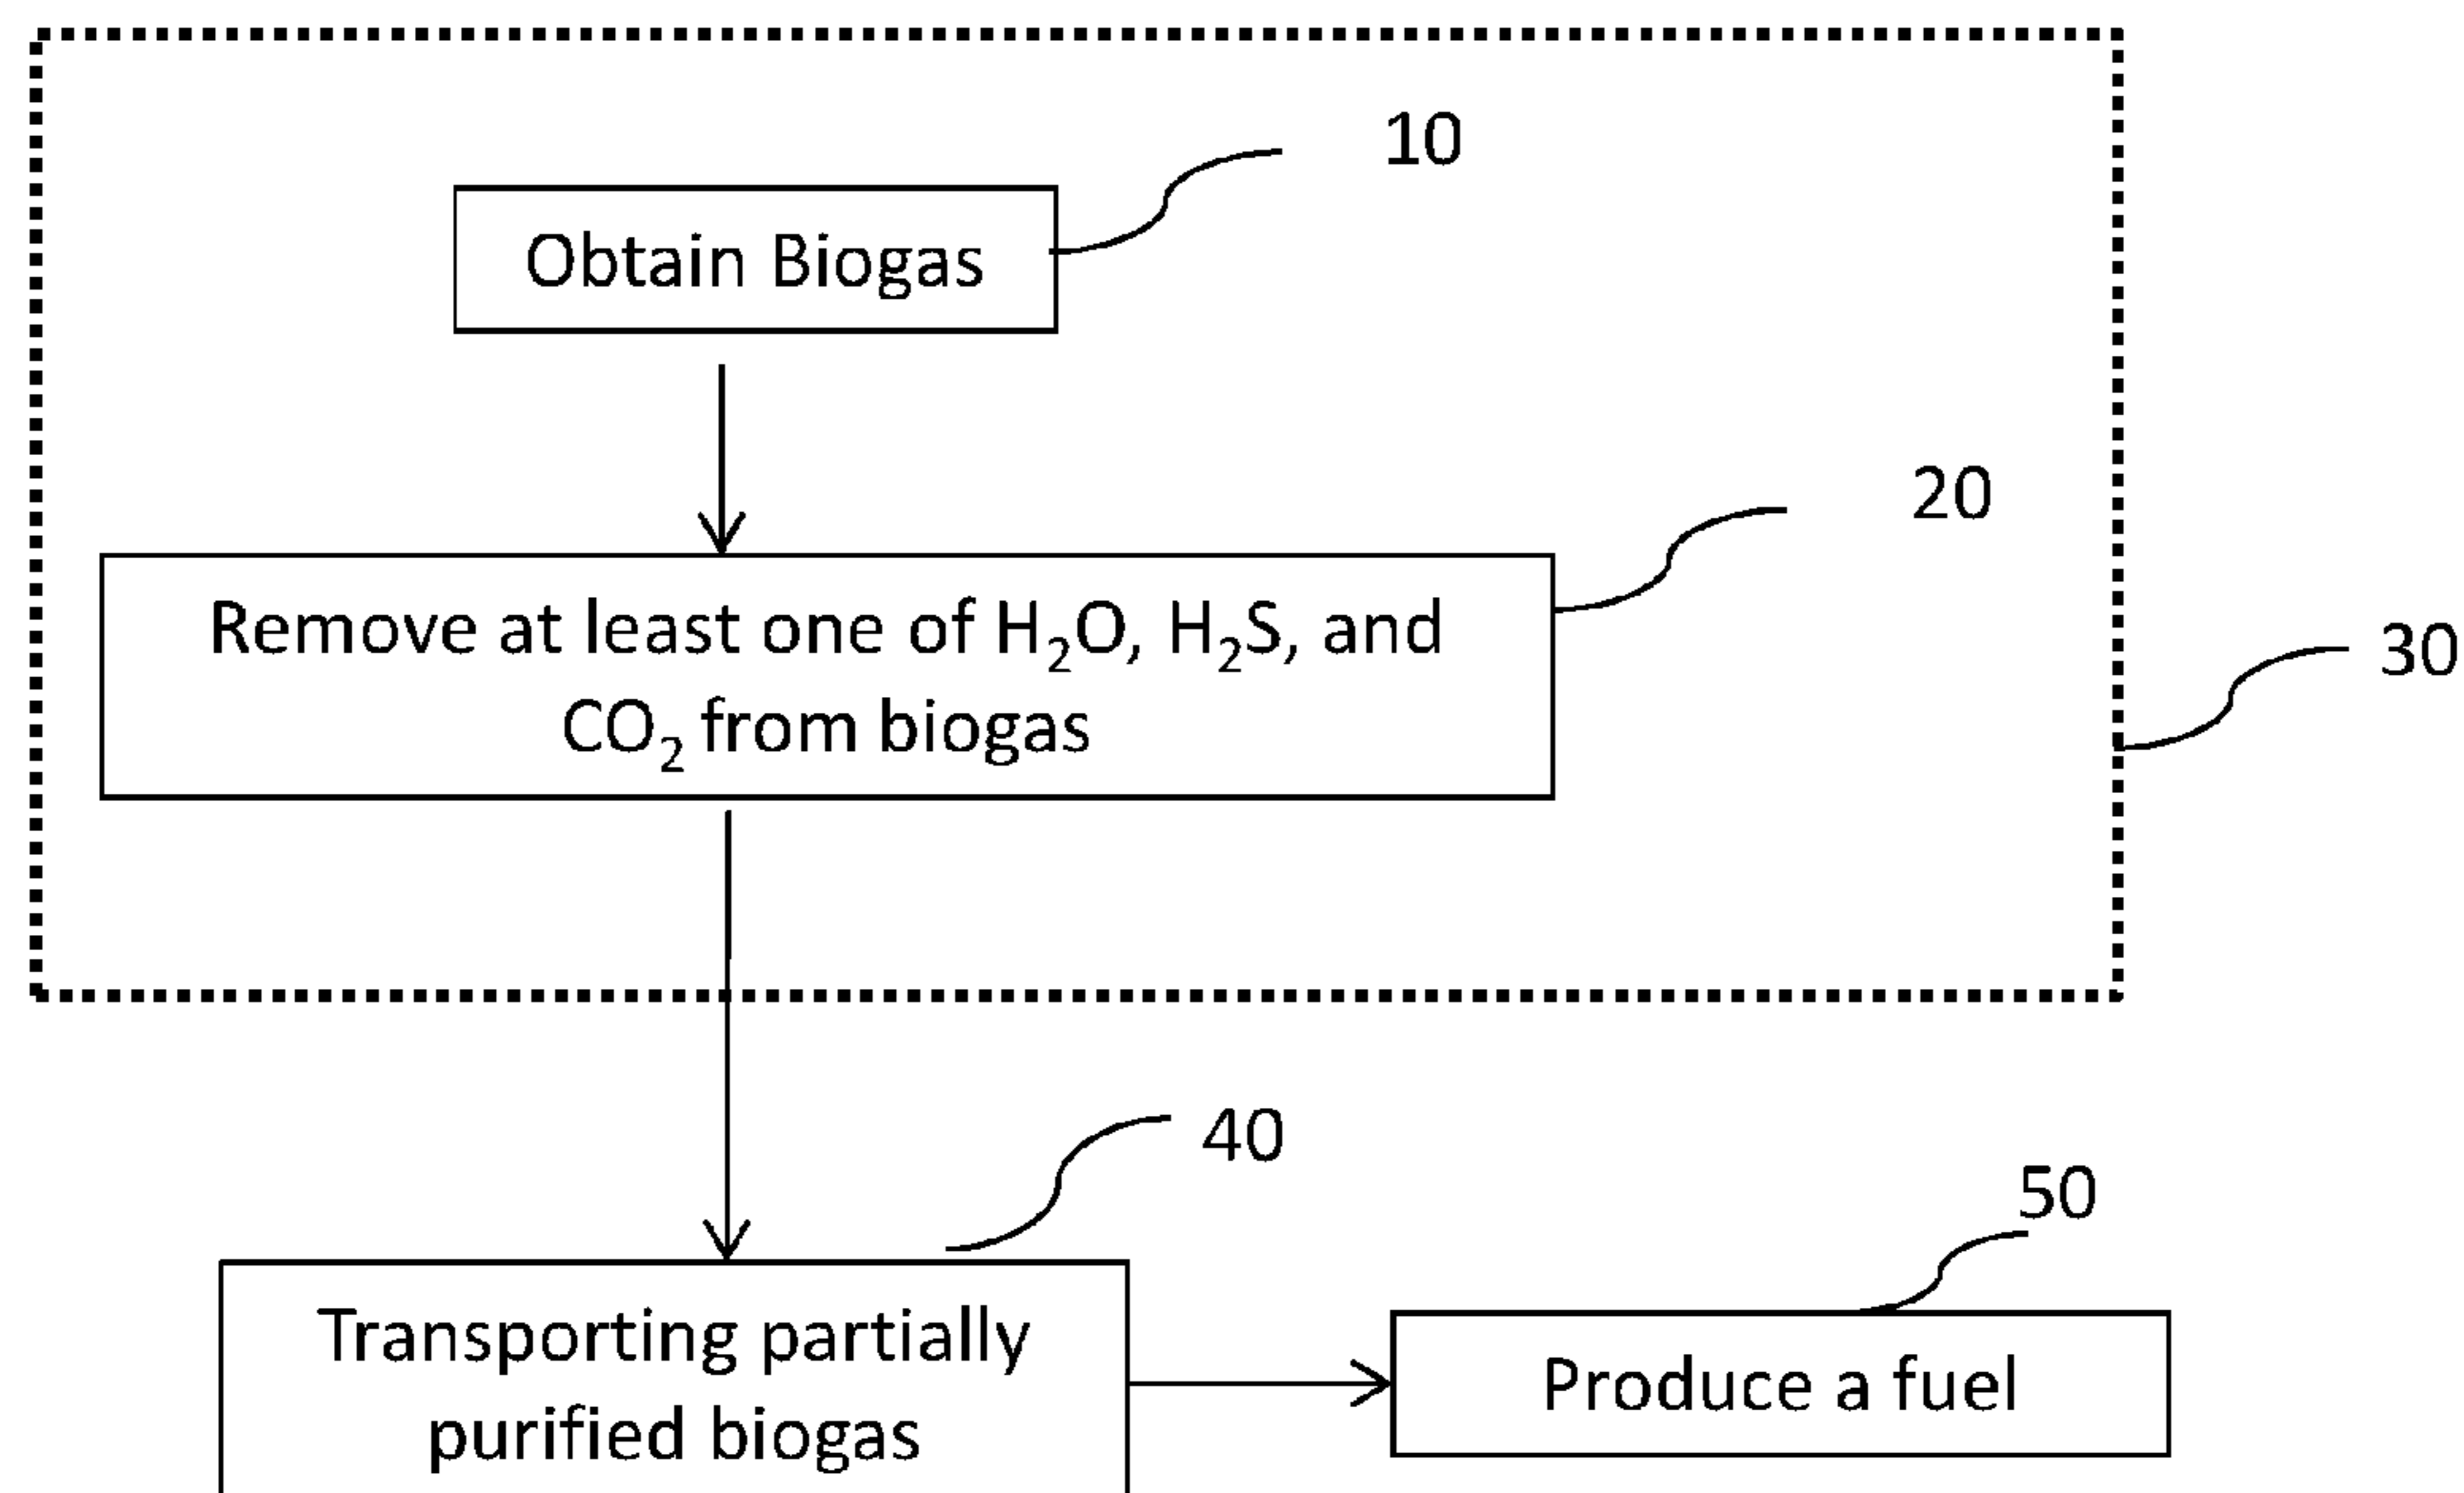 10
Obtain Biogas
20
Remove at least one of H₂O, H₂S, and
CO₂ from biogas
30
40
50
Transporting partially
purified biogas
Produce a fuel